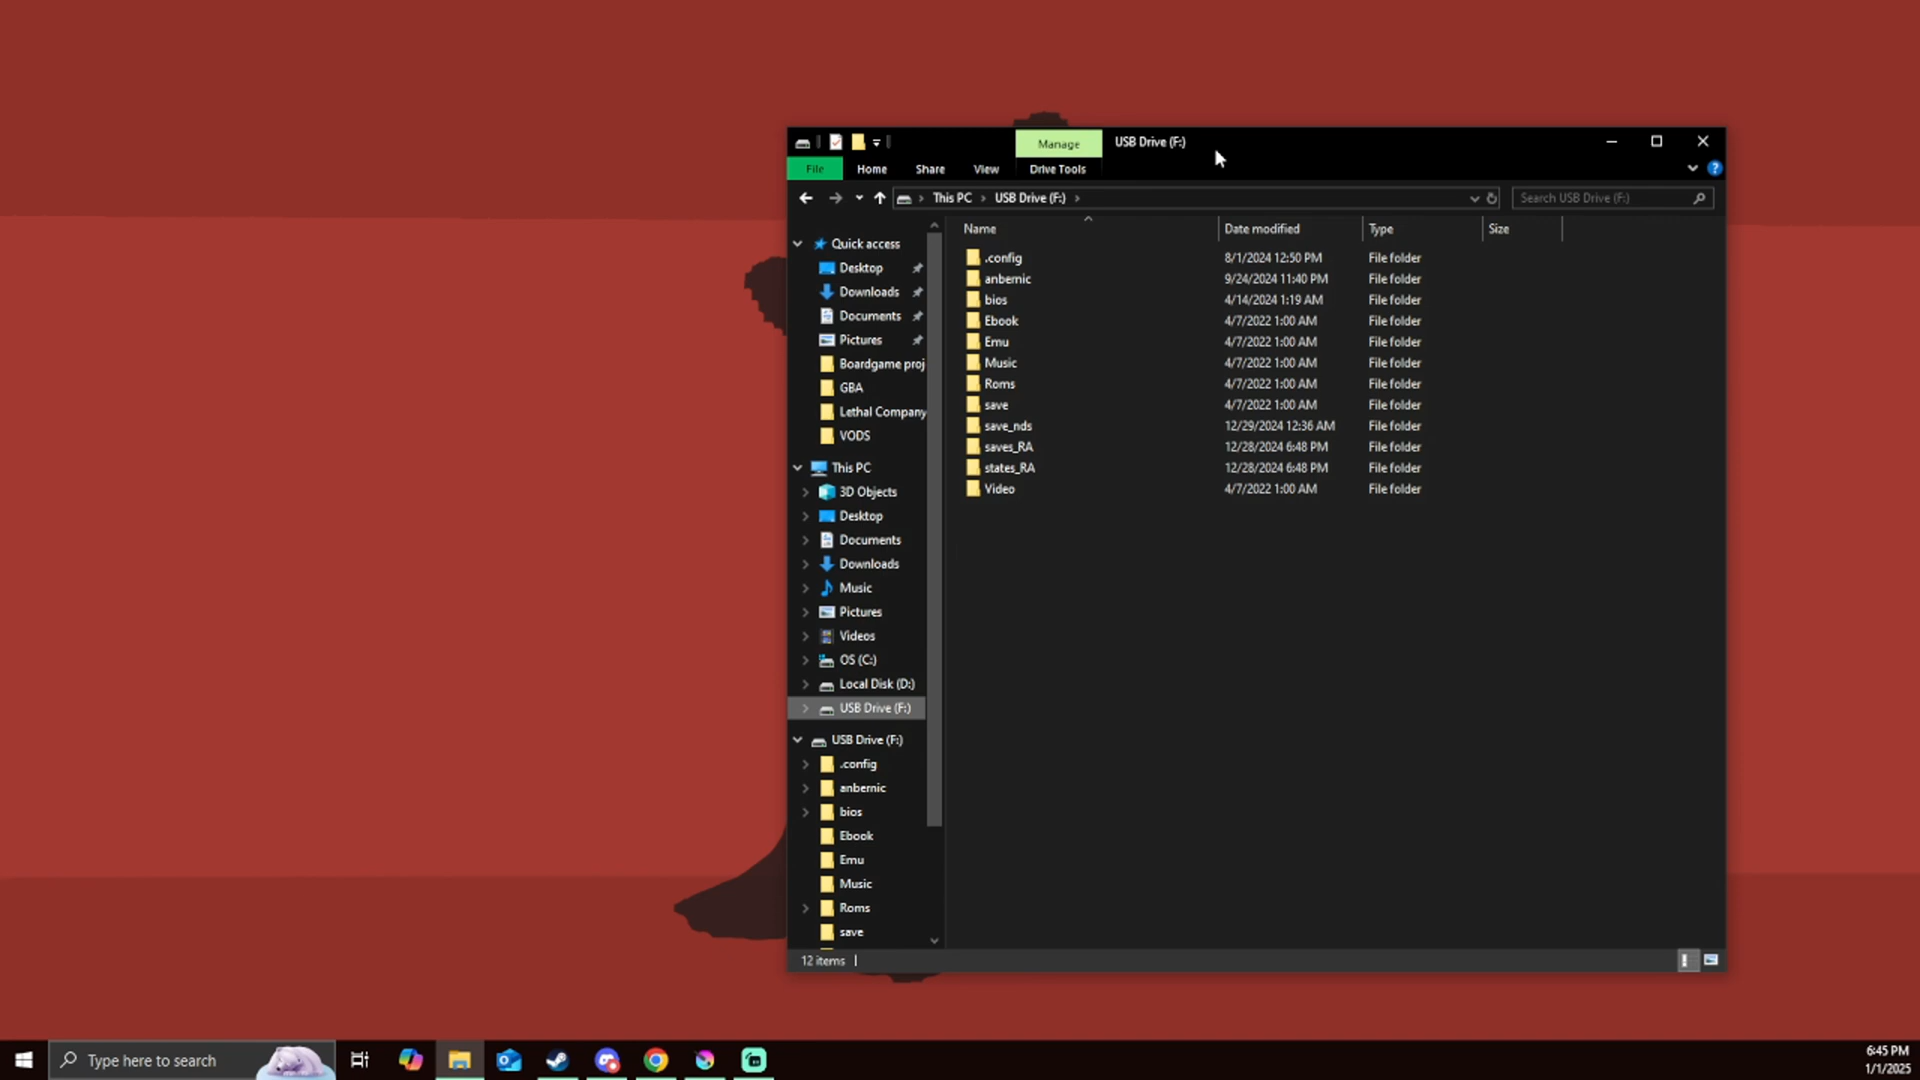 Manage
USB Drive (F:)
File
Home
Share
View
Drive Tools
This PC
USB Drive (F:)
Search USB Drive (F:)
Quick access
Desktop
Downloads
Documents
Pictures
Boardgame proj
GBA
Lethal Company
VODS
This PC
3D Objects
Desktop
Documents
Downloads
Music
Pictures
Videos
OS (C:)
Local Disk (D:)
USB Drive (F:)
USB Drive (F:)
.config
anbernic
bios
Ebook
Emu
Music
Roms
save
Name Date modified Type Size
.config 8/1/2024 12:50 PM File folder
anbernic 9/24/2024 11:40 PM File folder
bios 4/14/2024 1:19 AM File folder
Ebook 4/7/2022 1:00 AM File folder
Emu 4/7/2022 1:00 AM File folder
Music 4/7/2022 1:00 AM File folder
Roms 4/7/2022 1:00 AM File folder
save 4/7/2022 1:00 AM File folder
save_nds 12/29/2024 12:36 AM File folder
saves_RA 12/28/2024 6:48 PM File folder
states_RA 12/28/2024 6:48 PM File folder
Video 4/7/2022 1:00 AM File folder
12 items
Type here to search
6:45 PM
1/1/2025